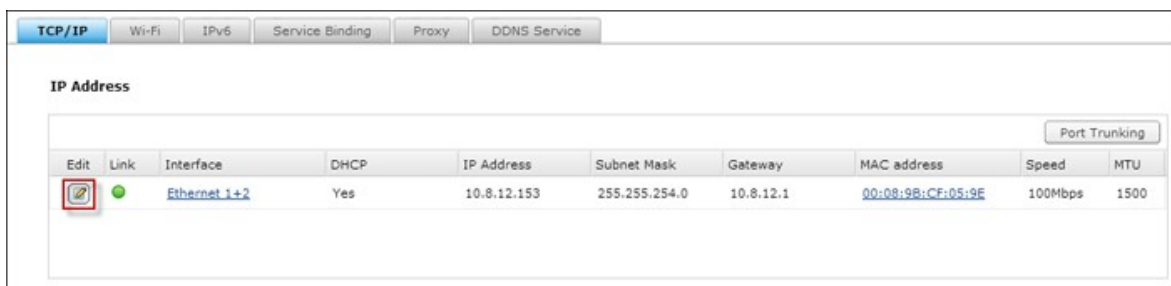 TCP/IP Wi-Fi IPv6 Service Binding Proxy DDNS Service
IP Address
Port Trunking
Edit Link Interface DHCP IP Address Subnet Mask Gateway MAC address Speed MTU
Ethernet 1+2 Yes 10.8.12.153 255.255.254.0 10.8.12.1 00:08:9B:CF:05:9E 100Mbps 1500